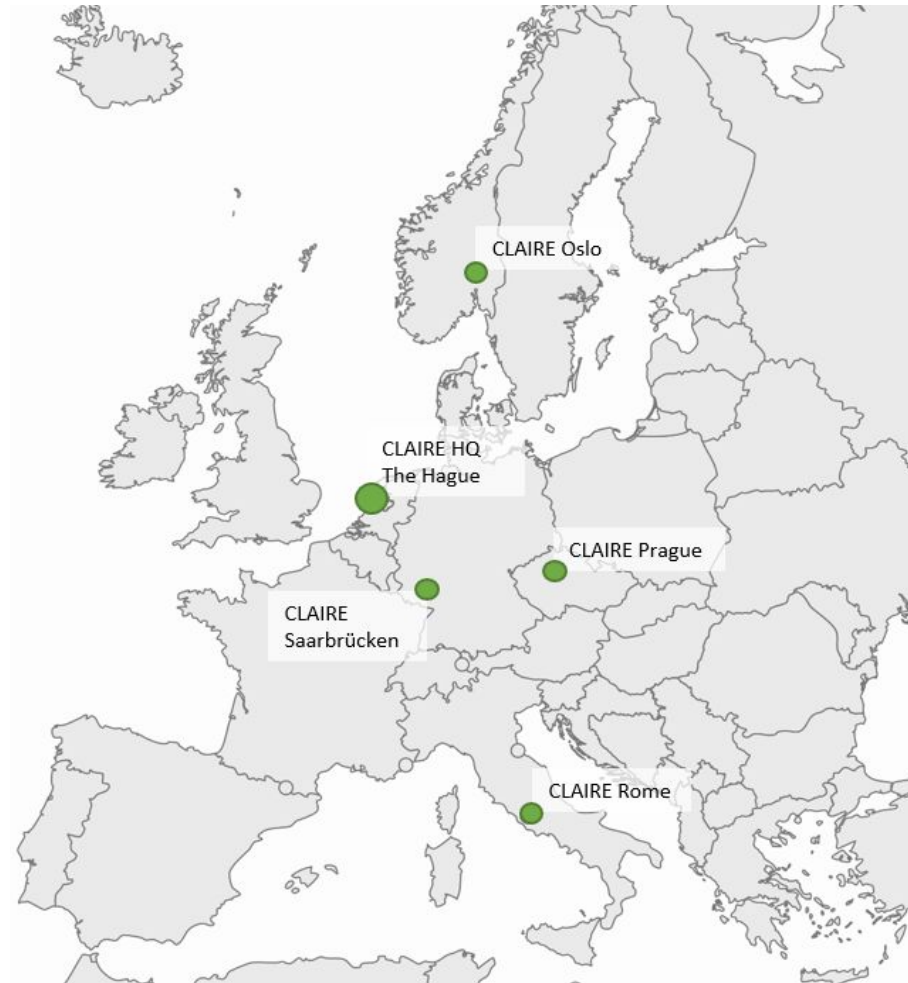 CLAIRE Oslo
CLAIRE HQ
The Hague
CLAIRE Prague
CLAIRE
Saarbrücken
CLAIRE Rome